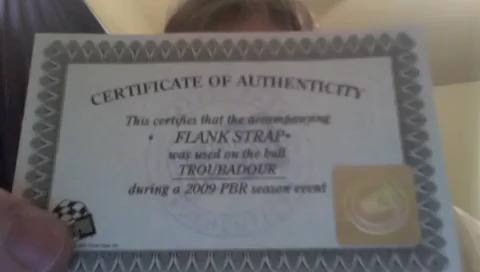 CERTIFICATE OF AUTHENTICITY
This certifies that the accompanying
• FLANK STRAP •
was used on the bull
TROUBADOUR
during a 2009 PBR season event